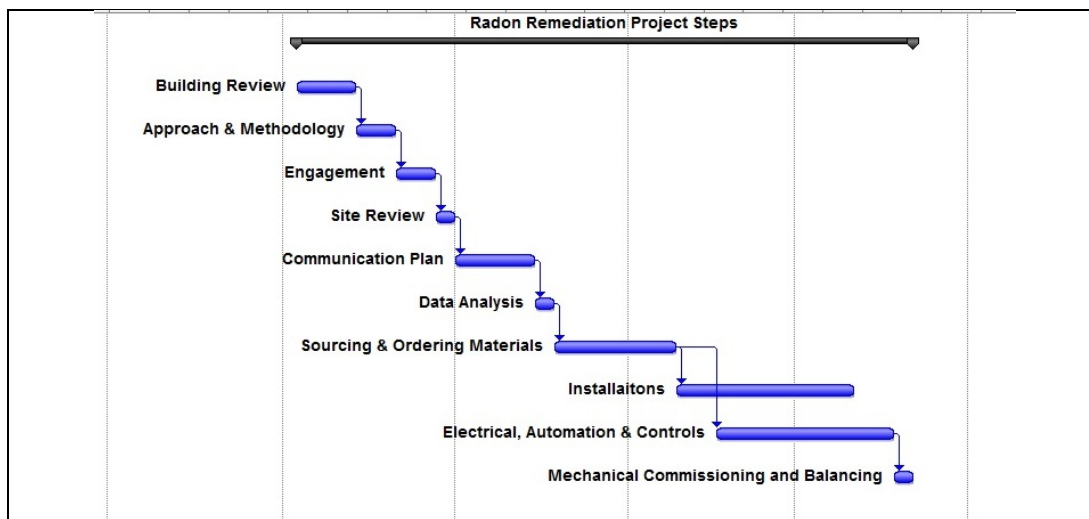 Radon Remediation Project Steps
Building Review
Approach & Methodology
Engagement
Site Review
Communication Plan
Data Analysis
Sourcing & Ordering Materials
Installaitons
Electrical, Automation & Controls
Mechanical Commissioning and Balancing